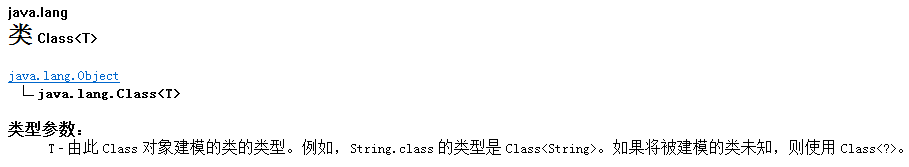 java.lang
类 Class<T>
java.lang.Object
java.lang.Class<T>
类型参数：
T - 由此 Class 对象建模的类的类型。例如，String.class 的类型是 Class<String>。如果将被建模的类未知，则使用 Class<?>。